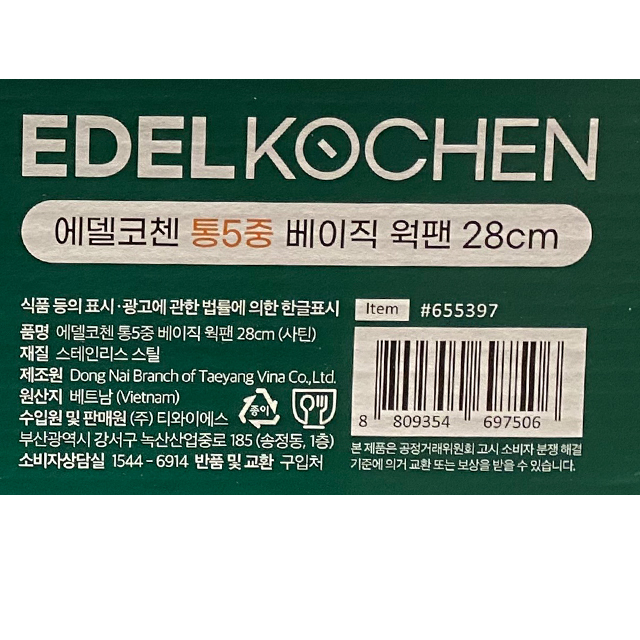 EDELKOCHEN
에델코첸 통5중 베이직 웍팬 28cm
식품 등의 표시·광고에 관한 법률에 의한 한글표시
품명 에델코첸 통5중 베이직 웍팬 28cm (사틴)
재질 스테인리스 스틸
제조원 Dong Nai Branch of Taeyang Vina Co.,Ltd.
원산지 베트남 (Vietnam)
수입원 및 판매원 (주) 티와이에스
부산광역시 강서구 녹산산업중로 185 (송정동, 1층)
소비자상담실 1544-6914 반품 및 교환 구입처
종이
Item #655397
8 809354 697506
본 제품은 공정거래위원회 고시 소비자 분쟁 해결
기준에 의거 교환 또는 보상을 받을 수 있습니다.